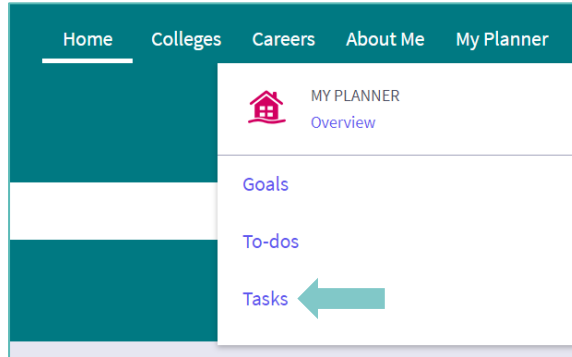 Home Colleges Careers About Me My Planner
MY PLANNER
Overview
Goals
To-dos
Tasks